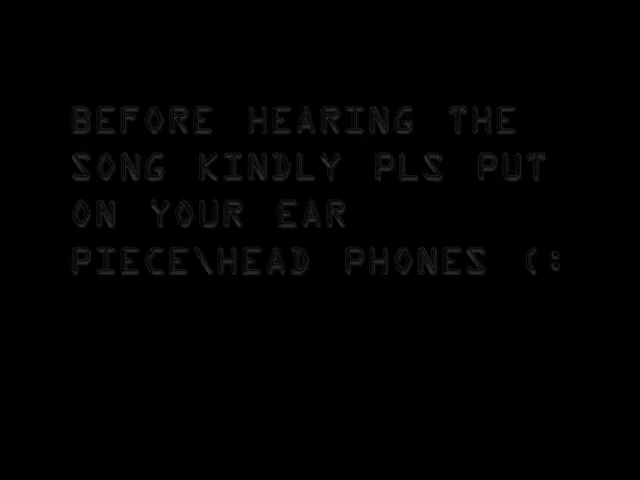 BEFORE HEARING THE
SONG KINDLY PLS PUT
ON YOUR EAR
PIECE\HEAD PHONES (: